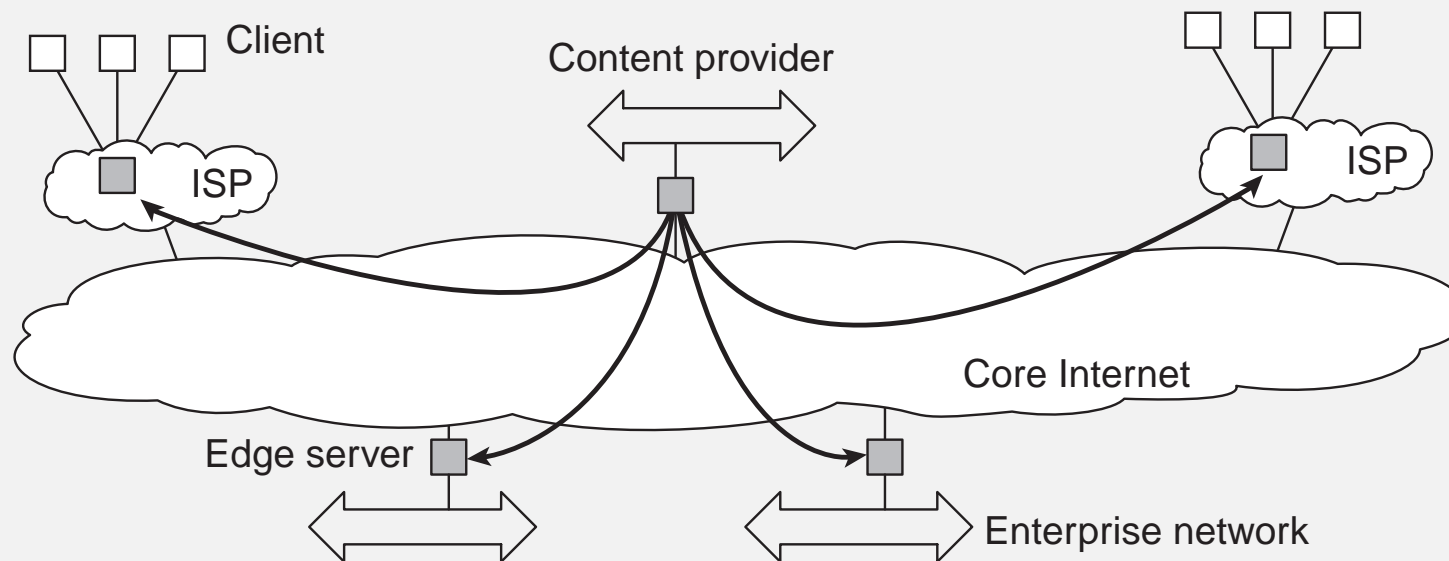 Client
Content provider
ISP
ISP
Core Internet
Edge server
Enterprise network